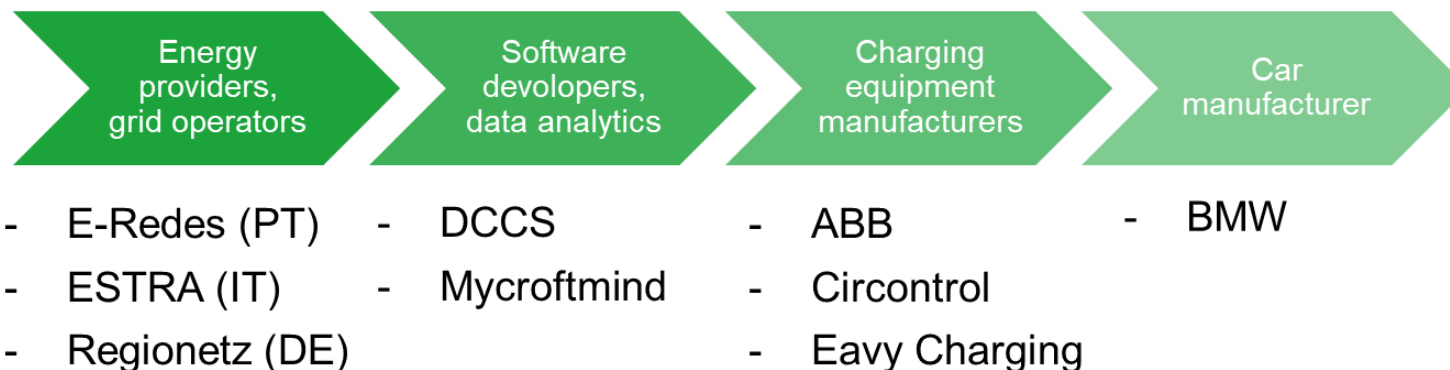 Energy
providers,
grid operators
Software
devolopers,
data analytics
Charging
equipment
manufacturers
Car
manufacturer
- E-Redes (PT)
- ESTRA (IT)
- Regionetz (DE)
- DCCS
- Mycroftmind
- ABB
- Circontrol
- Eavy Charging
- BMW